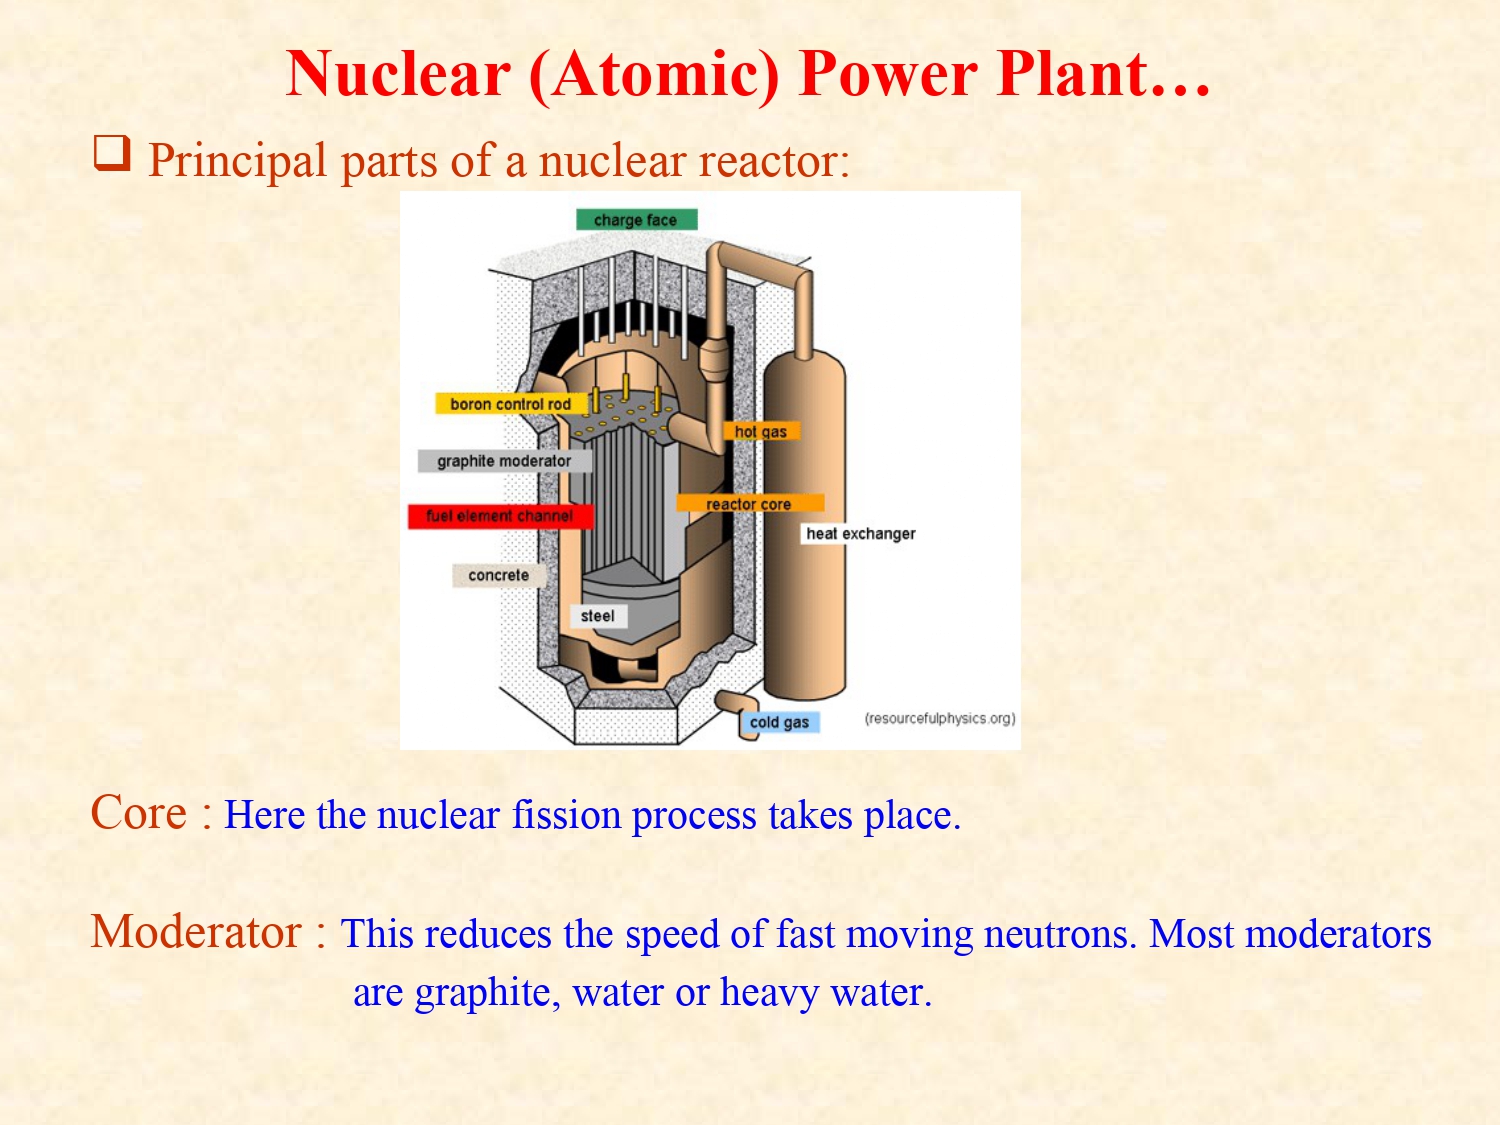 Nuclear (Atomic) Power Plant…
Principal parts of a nuclear reactor:
charge face
boron control rod
hot gas
graphite moderator
reactor core
fuel element channel
heat exchanger
concrete
steel
cold gas
(resourcefulphysics.org)
Core : Here the nuclear fission process takes place.
Moderator : This reduces the speed of fast moving neutrons. Most moderators
are graphite, water or heavy water.